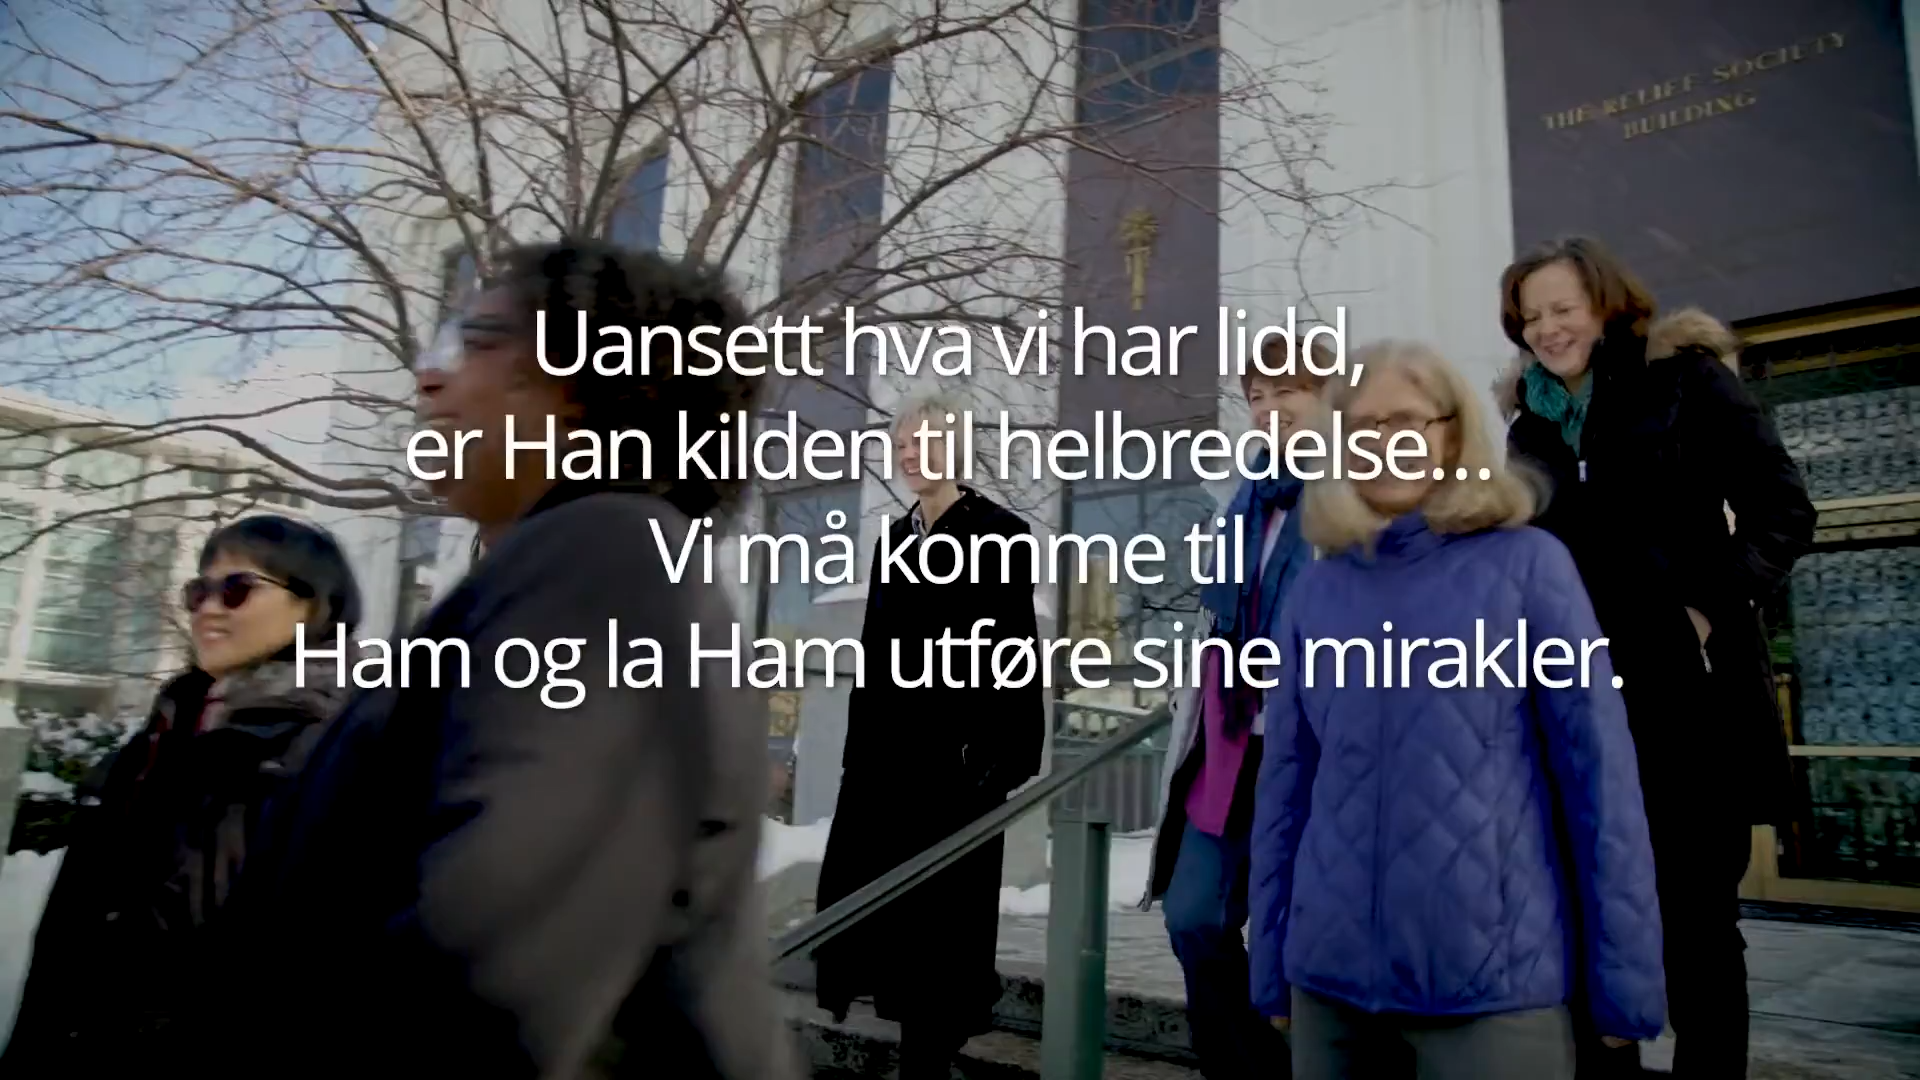 THE RELIEF SOCIETY
BUILDING
Uansett hva vi har lidd,
er Han kilden til helbredelse...
Vi må komme til
Ham og la Ham utføre sine mirakler.